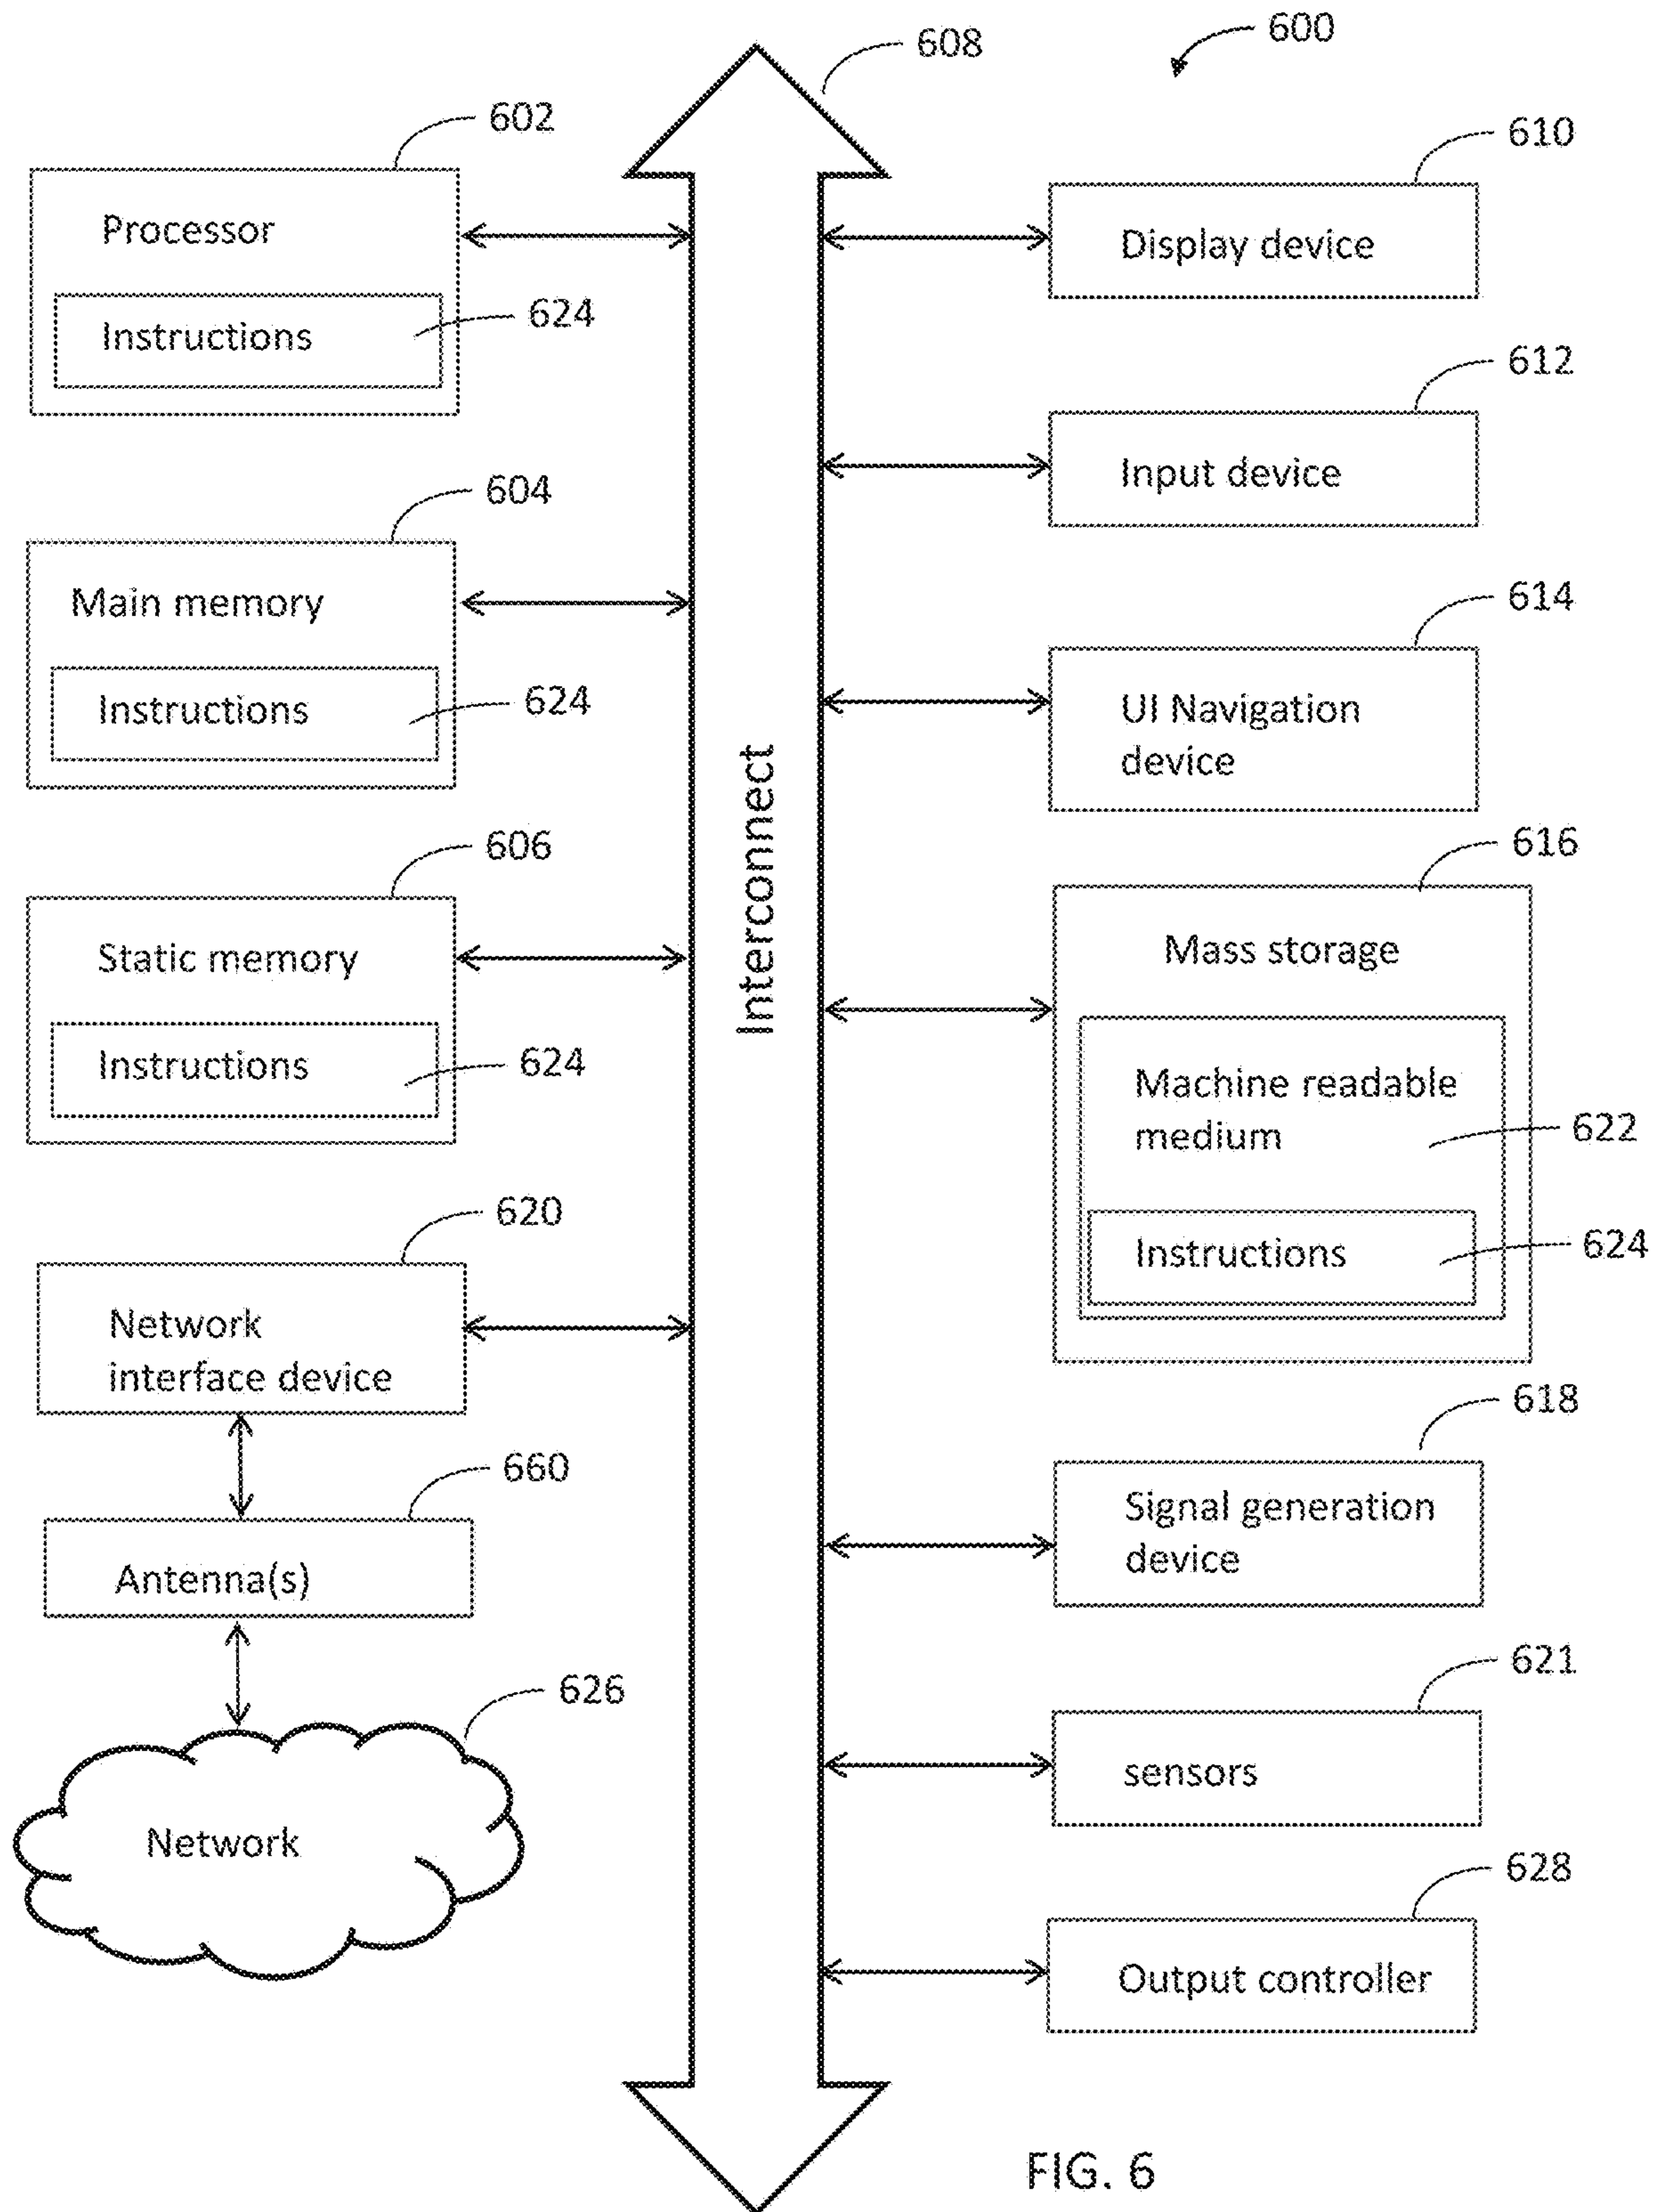 600
608
602
Processor
Instructions
624
604
Main memory
Instructions
624
606
Static memory
Instructions
624
620
Network
interface device
660
Antenna(s)
626
Network
Interconnect
610
Display device
612
Input device
614
UI Navigation
device
616
Mass storage
Machine readable
medium
622
Instructions
624
618
Signal generation
device
621
sensors
628
Output controller
FIG. 6